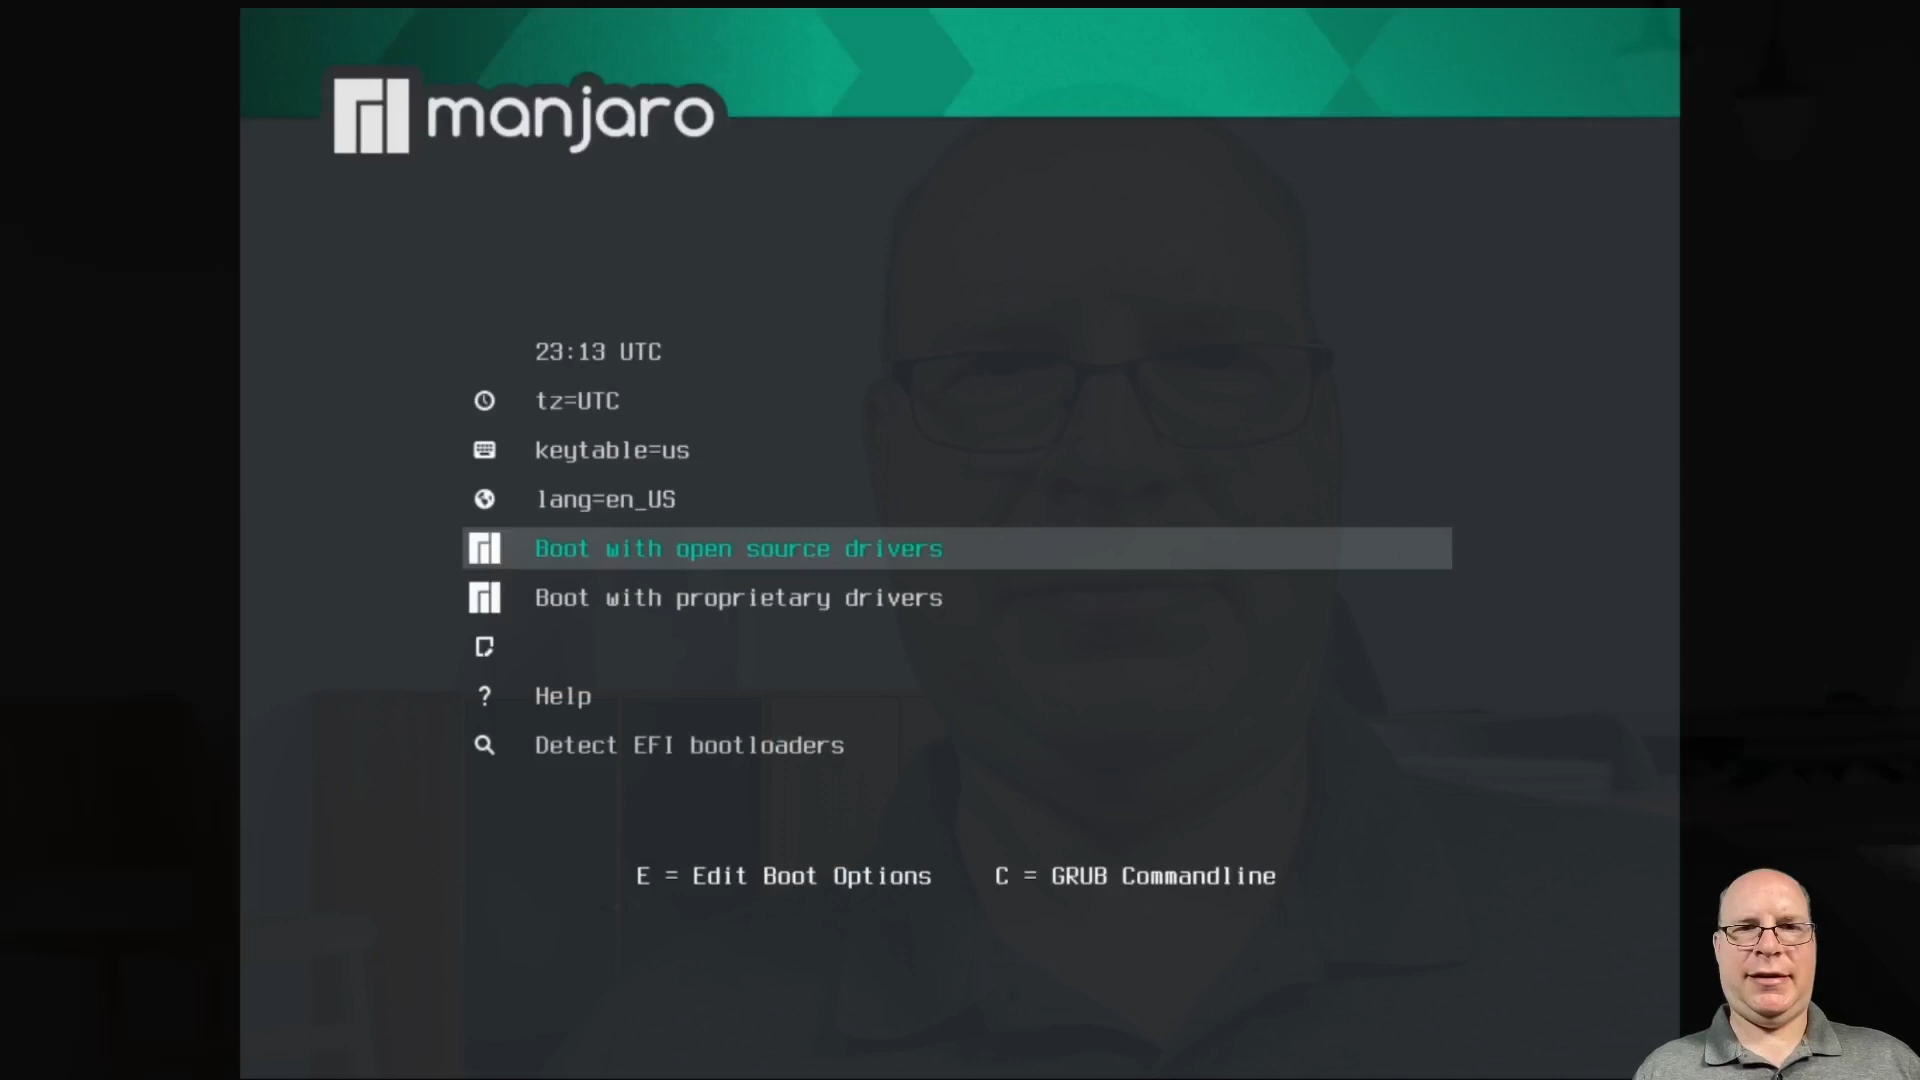 manjaro
23:13 UTC
tz=UTC
keytable=us
lang=en_US
Boot with open source drivers
Boot with proprietary drivers
? Help
Detect EFI bootloaders
E = Edit Boot Options C = GRUB Commandline